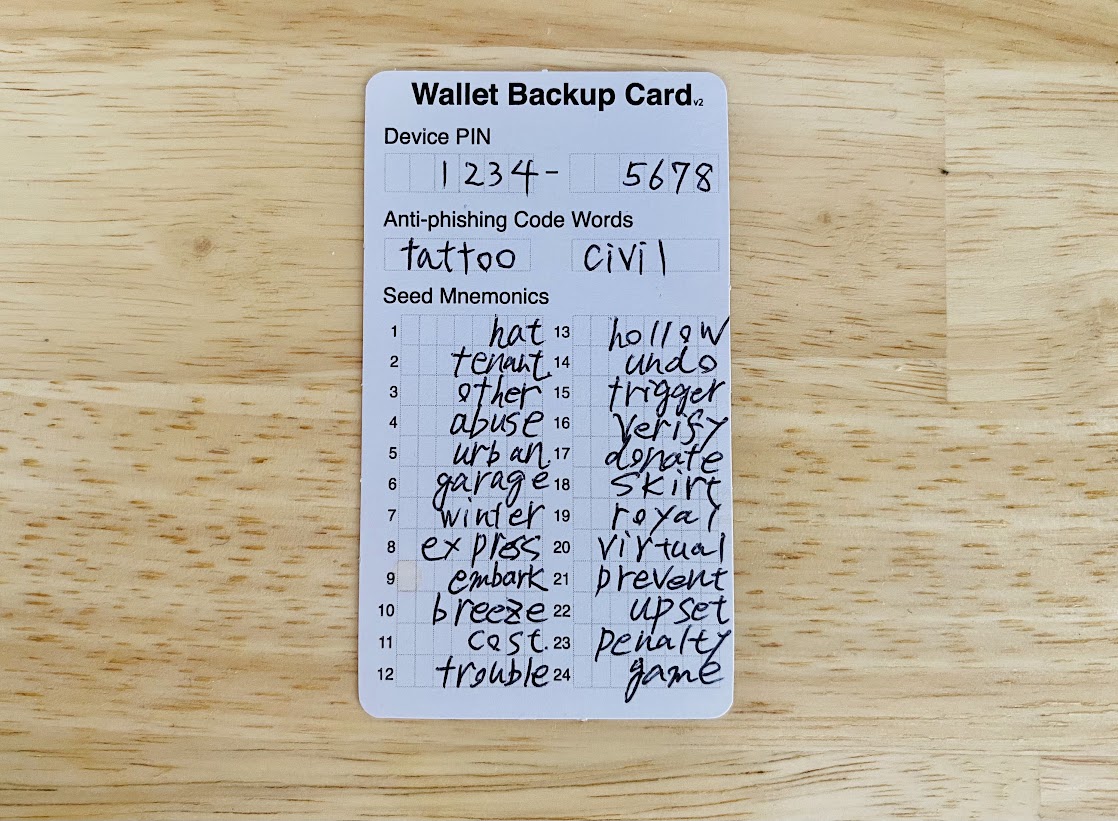 Wallet Backup Card v2
Device PIN
1234 - 5678
Anti-phishing Code Words
tattoo civil
Seed Mnemonics
1 hat 13 hollow
2 tenant 14 undo
3 other 15 trigger
4 abuse 16 verify
5 urban 17 donate
6 garage 18 skirt
7 winter 19 royal
8 express 20 virtual
9 embark 21 prevent
10 breeze 22 upset
11 cost 23 penalty
12 trouble 24 game